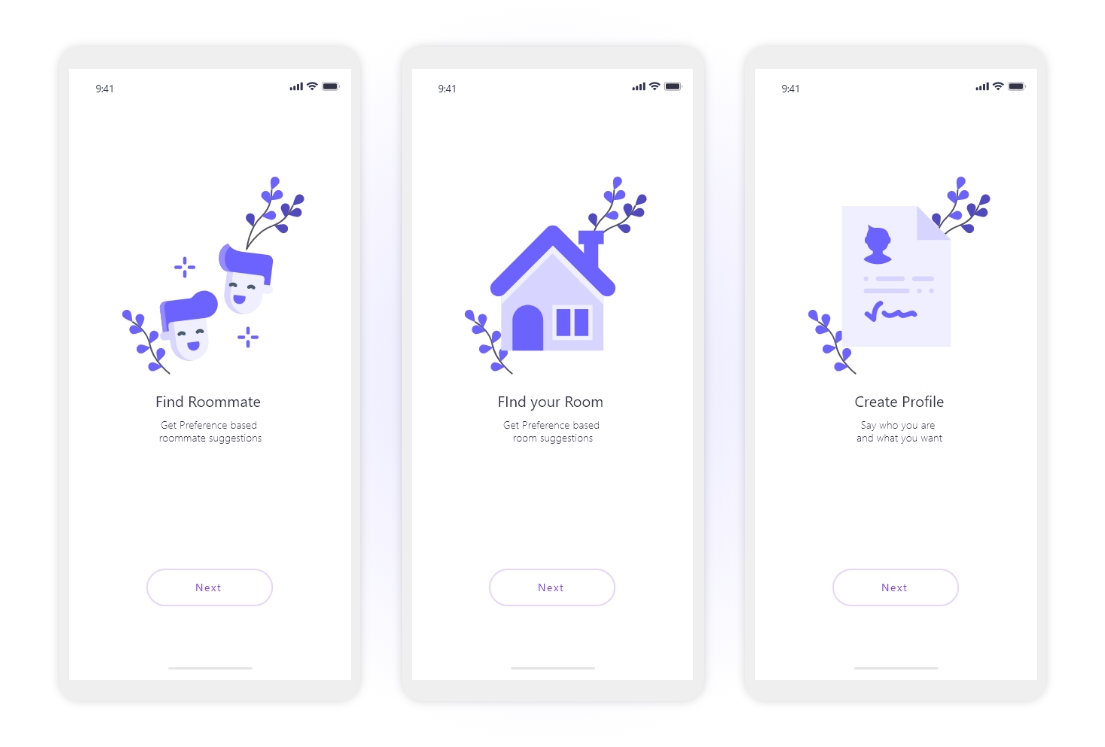 9:41
Find Roommate
Get Preference based
roommate suggestions
Next
9:41
FInd your Room
Get Preference based
room suggestions
Next
9:41
Create Profile
Say who you are
and what you want
Next